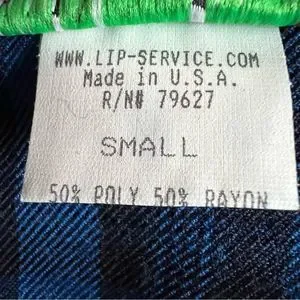 WWW.LIP-SERVICE.COM
Made in U.S.A.
R/N# 79627
SMALL
50% POLY 50% RAYON